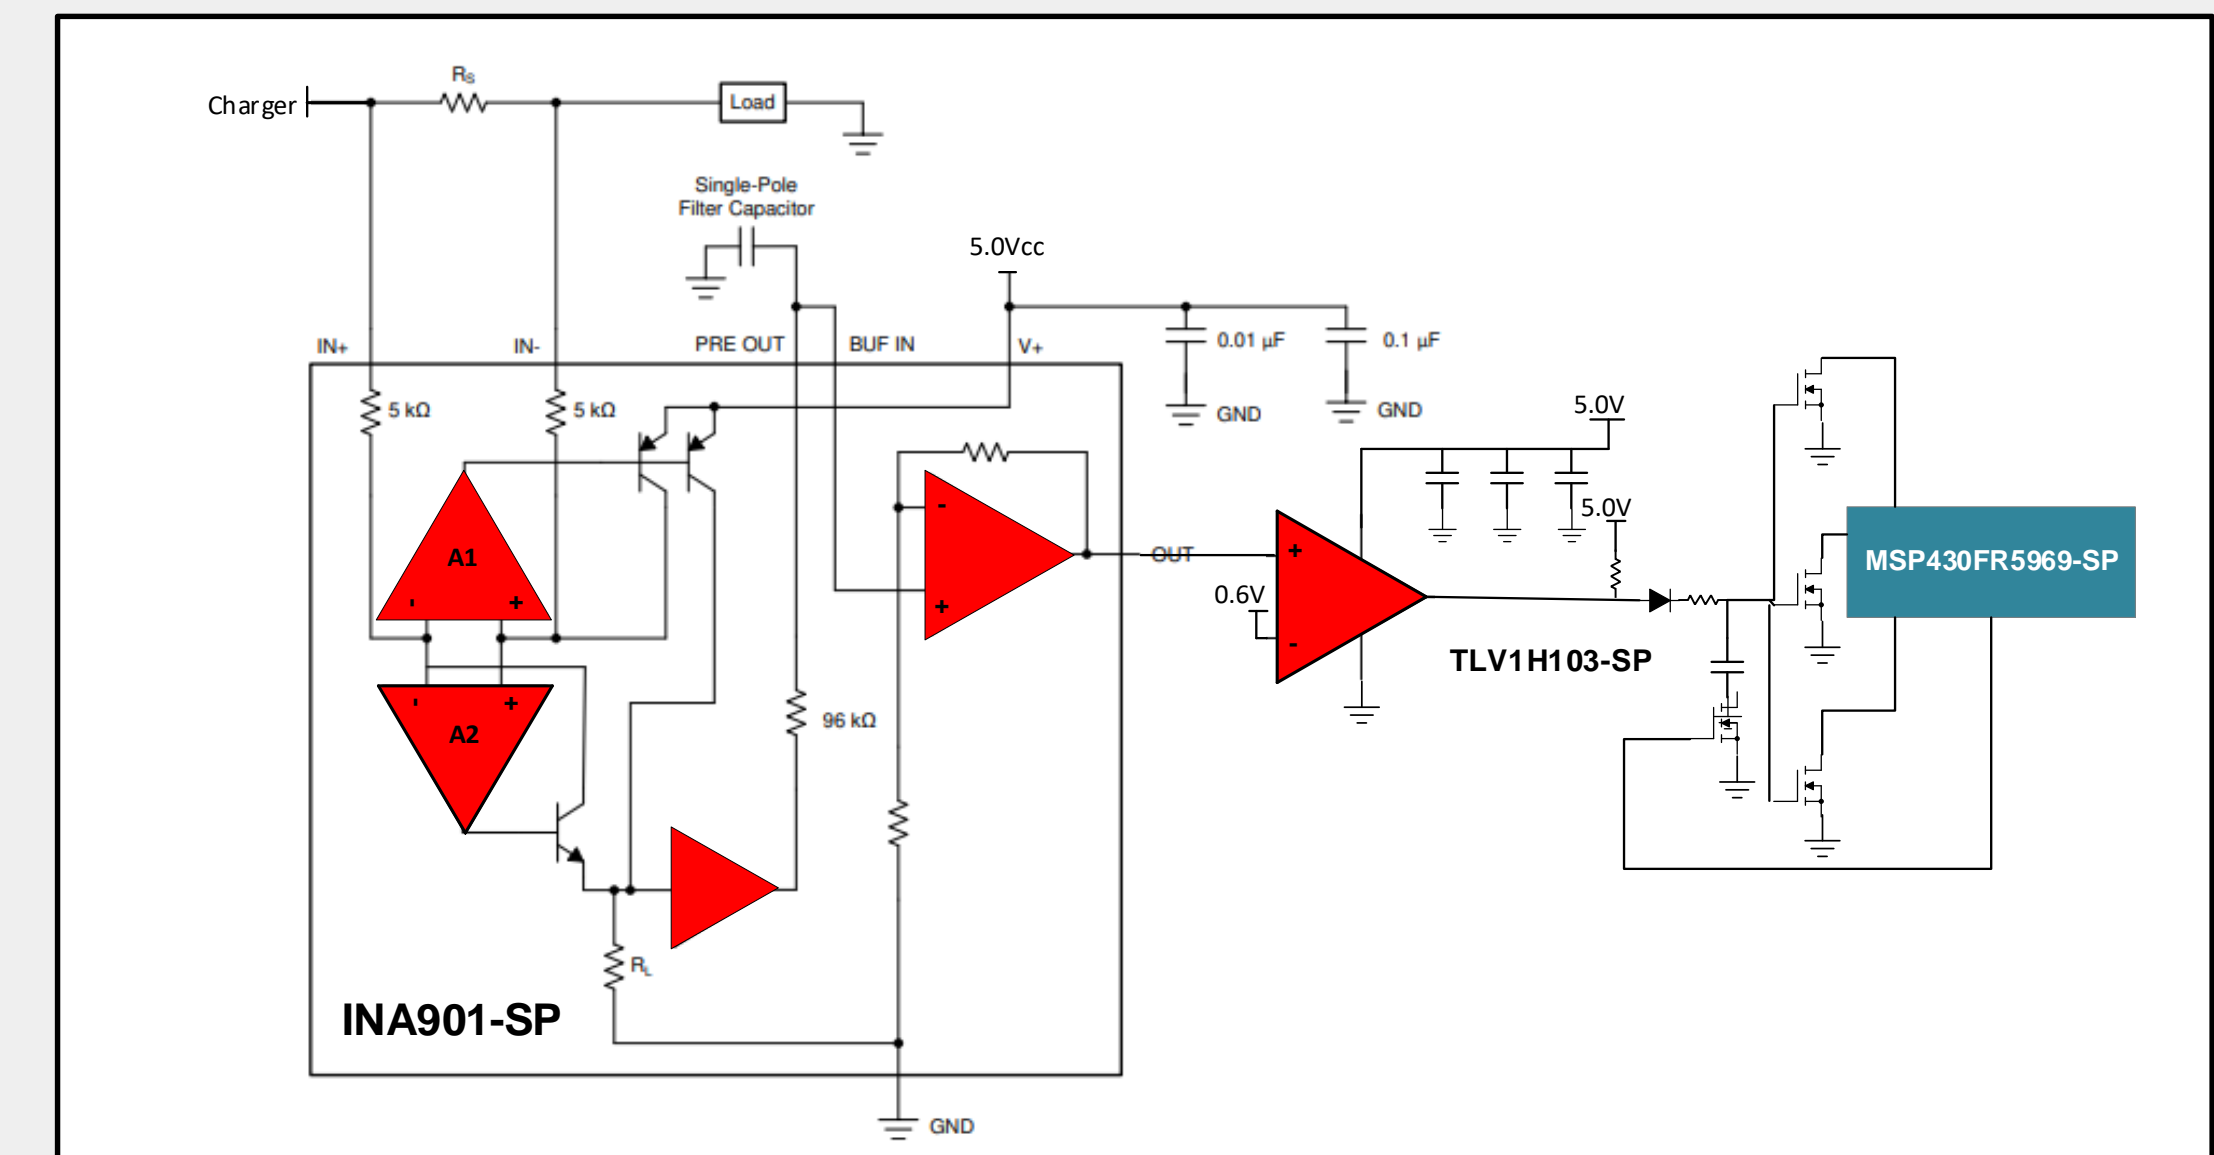 Charger
RS
Load
Single-Pole
Filter Capacitor
5.0Vcc
IN+
IN-
PRE OUT
BUF IN
V+
0.01 µF
0.1 µF
GND
GND
5 kΩ
5 kΩ
5.0V
5.0V
A1
-
+
-
+
OUT
+
0.6V
-
MSP430FR5969-SP
TLV1H103-SP
-
+
A2
96 kΩ
RL
INA901-SP
GND